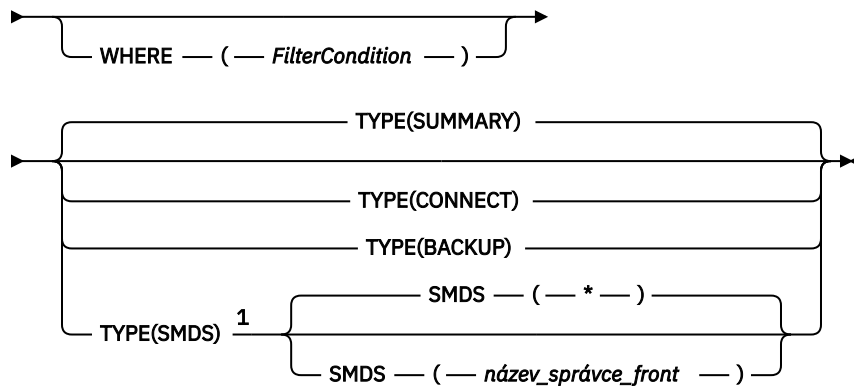 WHERE ( FilterCondition )
TYPE(SUMMARY)
TYPE(CONNECT)
TYPE(BACKUP)
SMDS ( * )
TYPE(SMDS) 1
SMDS ( název_správce_front )